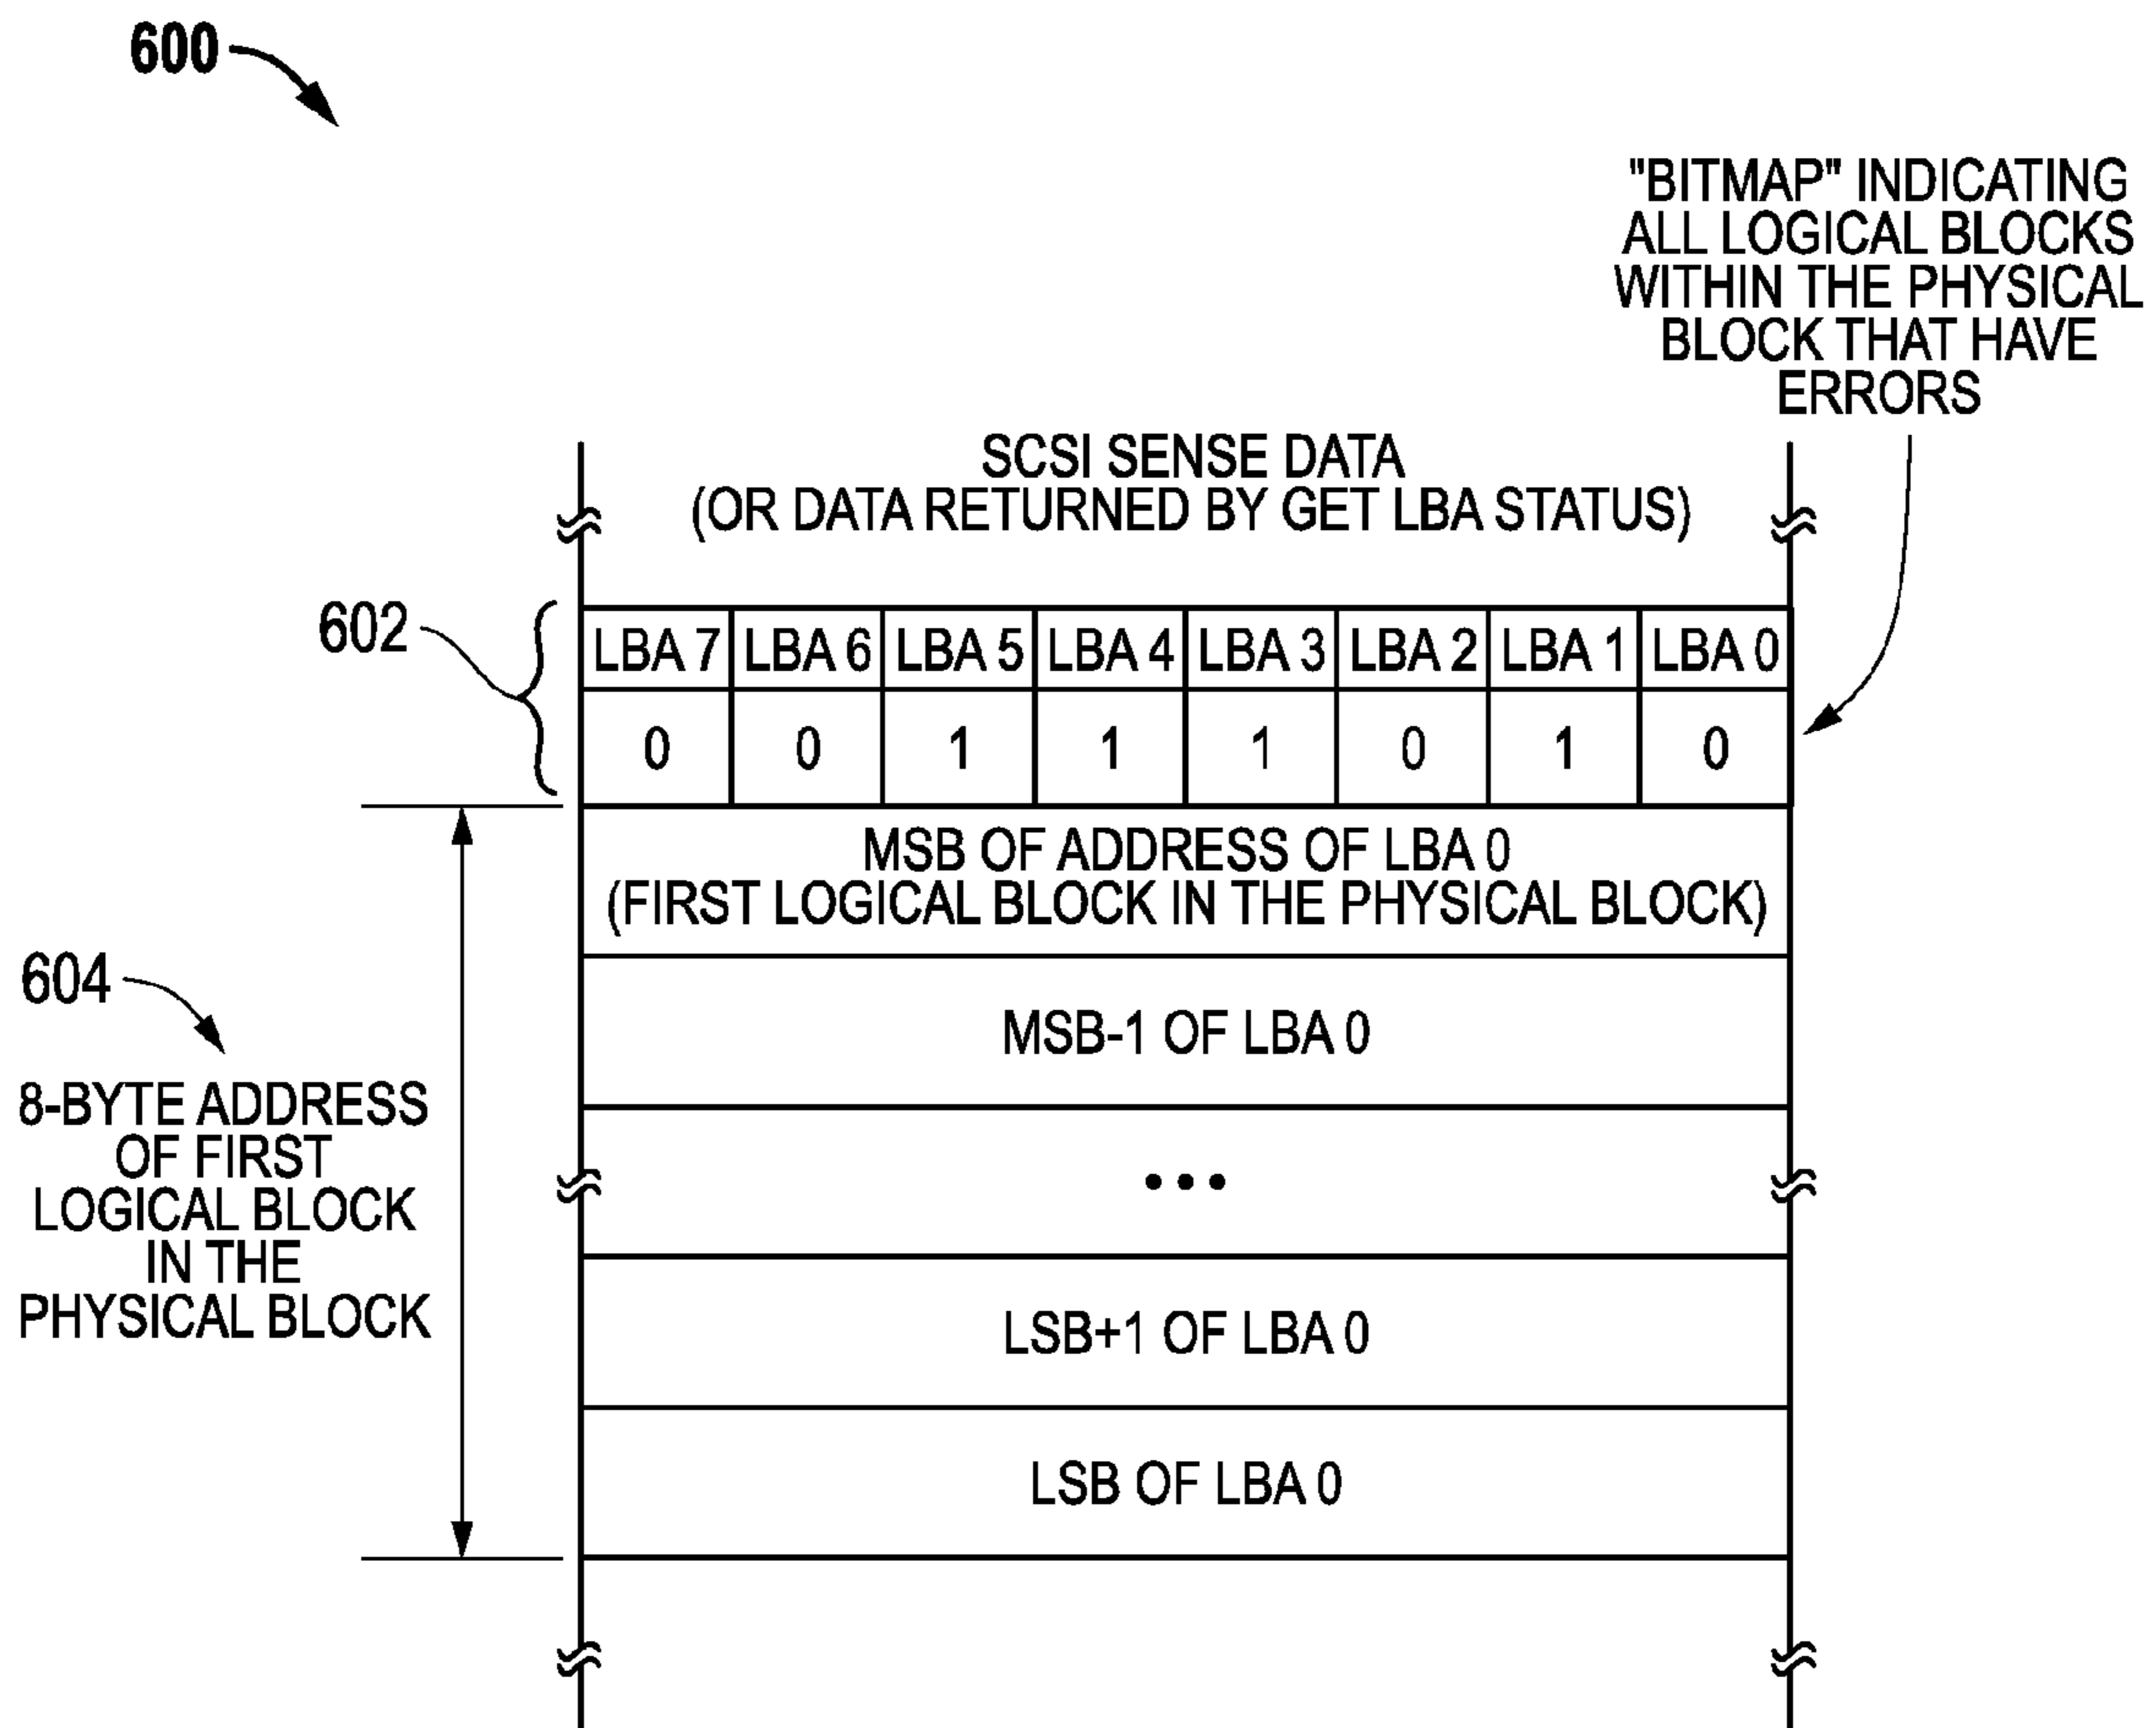 600
"BITMAP" INDICATING
ALL LOGICAL BLOCKS
WITHIN THE PHYSICAL
BLOCK THAT HAVE
ERRORS
SCSI SENSE DATA
(OR DATA RETURNED BY GET LBA STATUS)
602
LBA 7 LBA 6 LBA 5 LBA 4 LBA 3 LBA 2 LBA 1 LBA 0
0 0 1 1 1 0 1 0
MSB OF ADDRESS OF LBA 0
(FIRST LOGICAL BLOCK IN THE PHYSICAL BLOCK)
604
8-BYTE ADDRESS
OF FIRST
LOGICAL BLOCK
IN THE
PHYSICAL BLOCK
MSB-1 OF LBA 0
• • •
LSB+1 OF LBA 0
LSB OF LBA 0